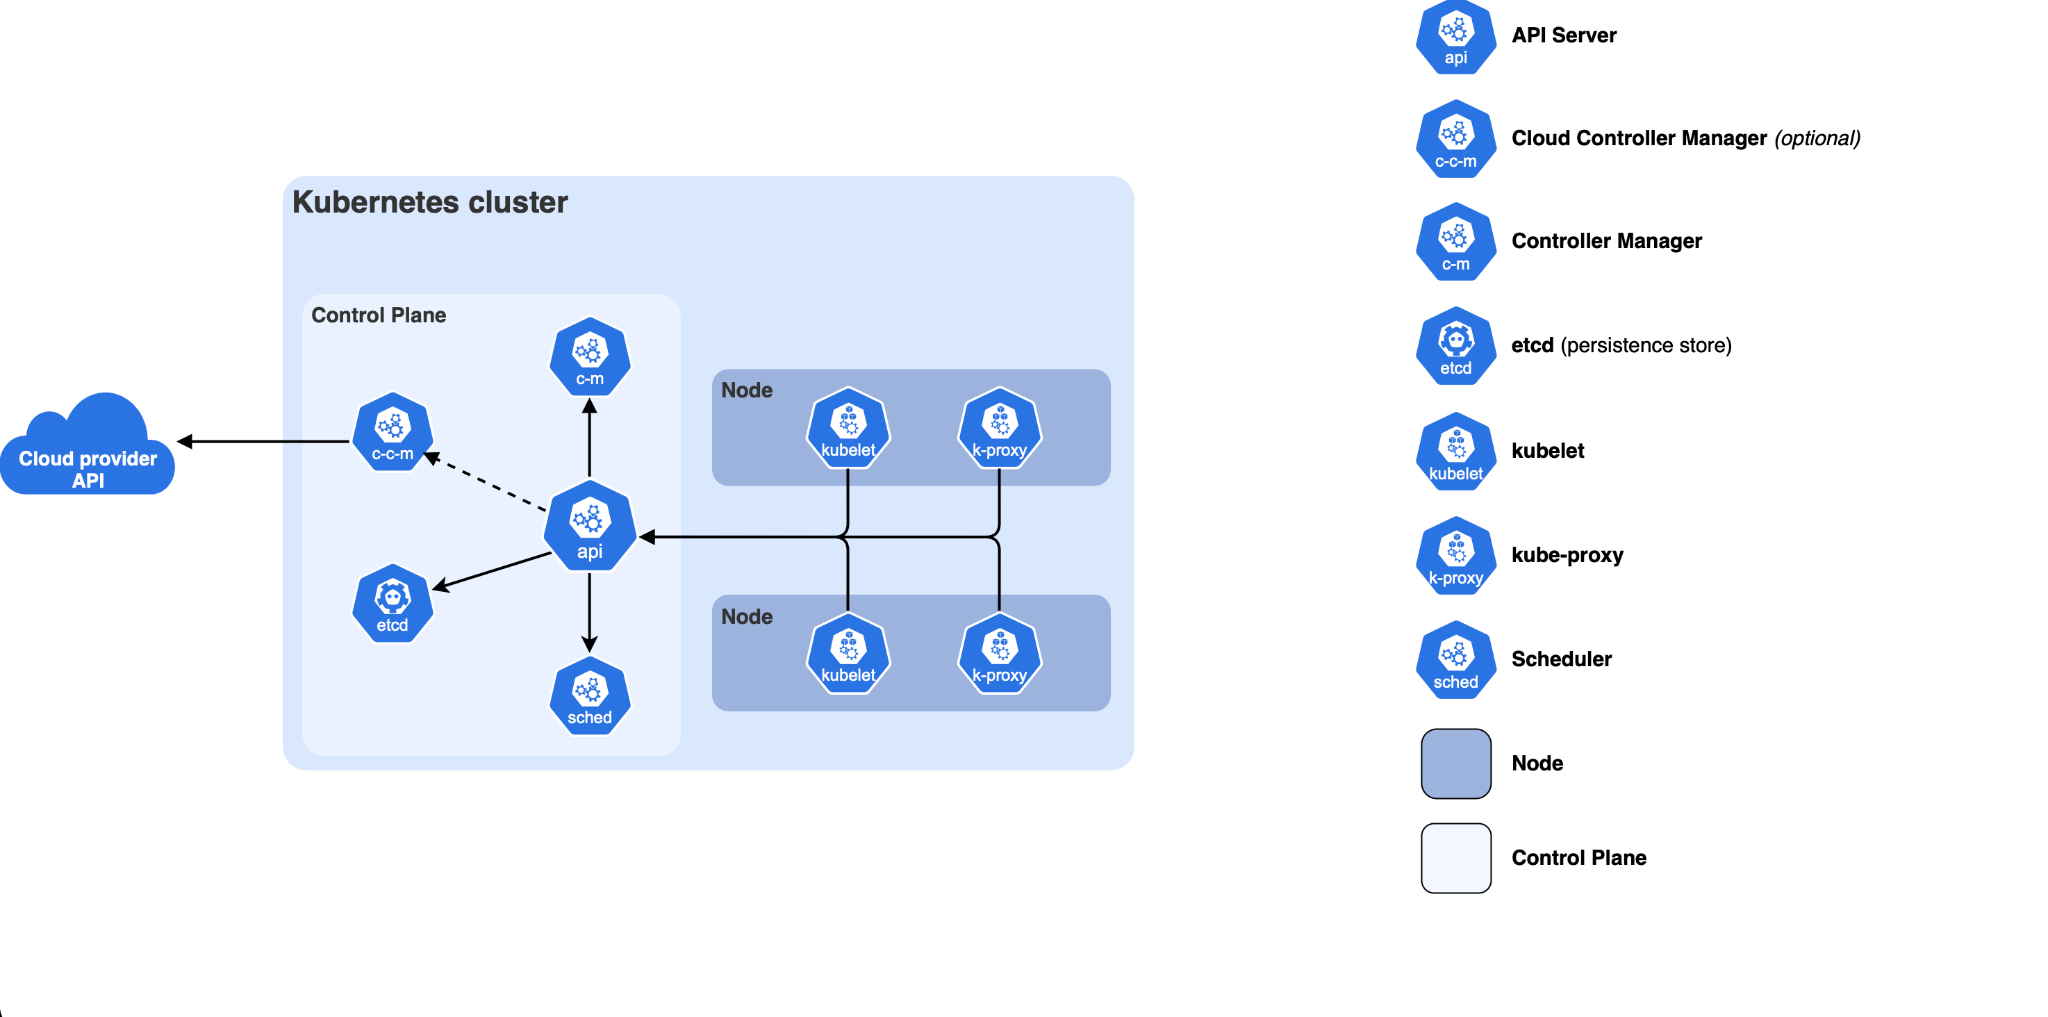 Kubernetes cluster
Control Plane
c-m
c-c-m
Cloud provider
API
api
etcd
sched
Node
kubelet
k-proxy
Node
kubelet
k-proxy
api
API Server
c-c-m
Cloud Controller Manager (optional)
c-m
Controller Manager
etcd
etcd (persistence store)
kubelet
kubelet
k-proxy
kube-proxy
sched
Scheduler
Node
Control Plane